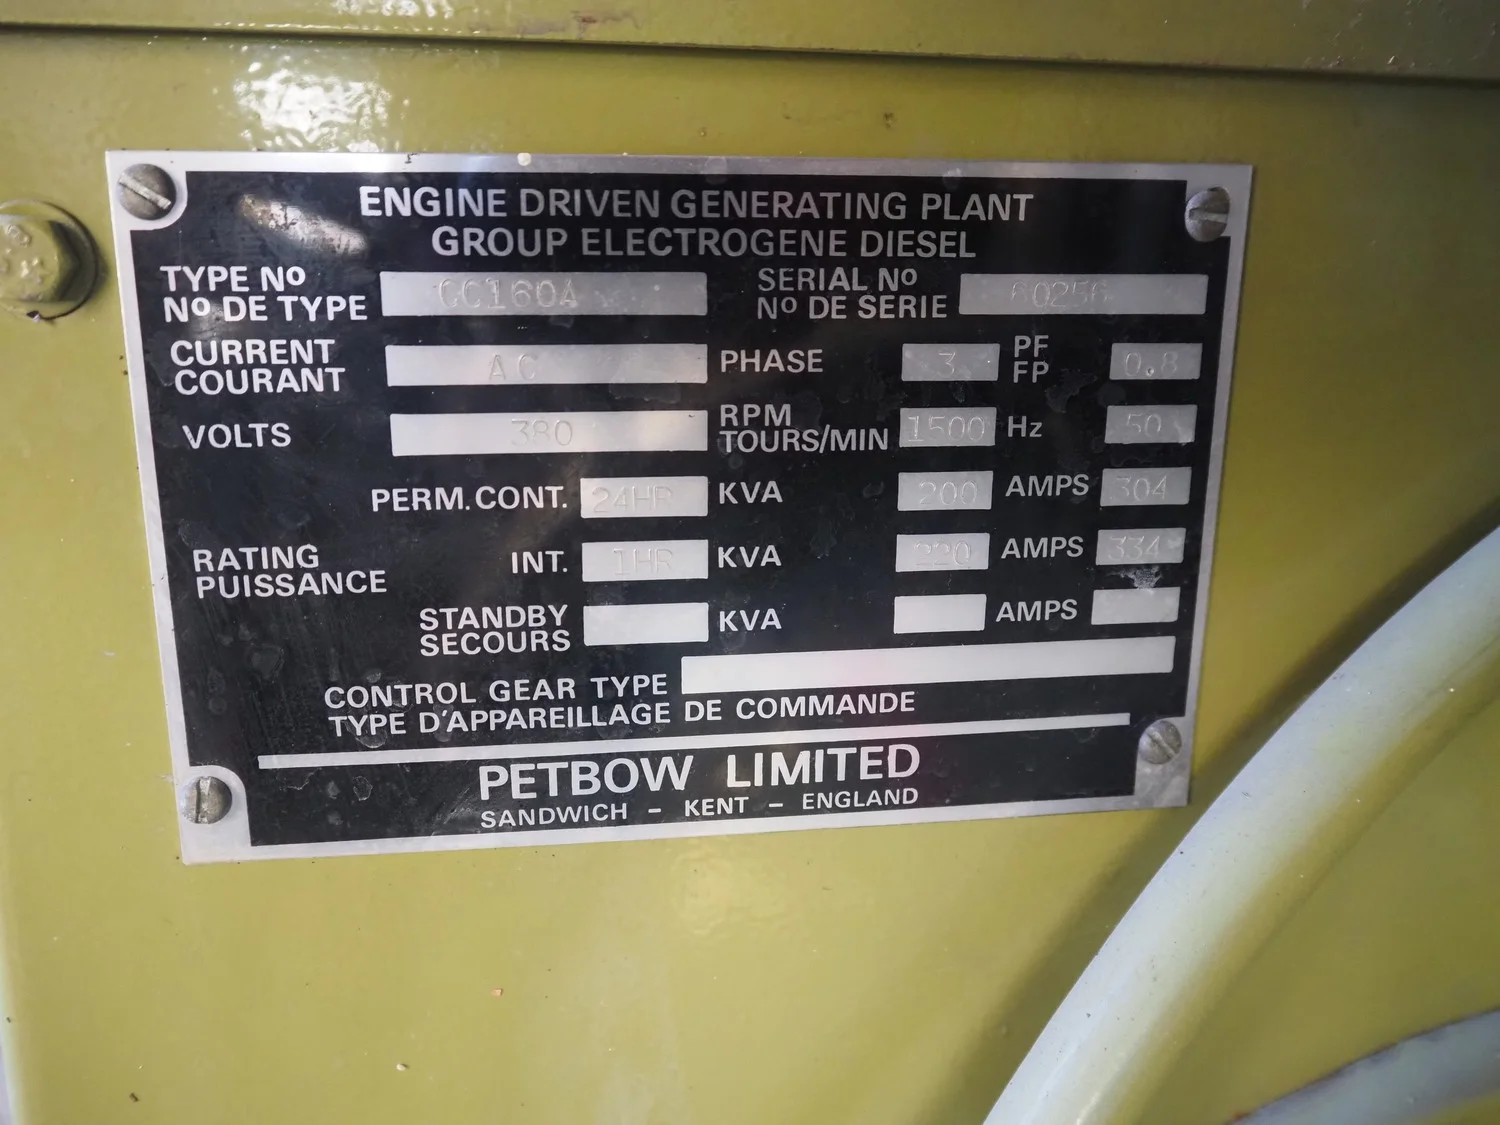 ENGINE DRIVEN GENERATING PLANT
GROUP ELECTROGENE DIESEL
TYPE No CC160A SERIAL No 60256
No DE TYPE No DE SERIE
CURRENT AC PHASE 3 PF 0.8
COURANT FP
VOLTS 380 RPM 1500 Hz 50
TOURS/MIN
PERM.CONT. 24HR KVA 200 AMPS 304
RATING INT. 1HR KVA 220 AMPS 334
PUISSANCE
STANDBY KVA AMPS
SECOURS
CONTROL GEAR TYPE
TYPE D'APPAREILLAGE DE COMMANDE
PETBOW LIMITED
SANDWICH – KENT – ENGLAND